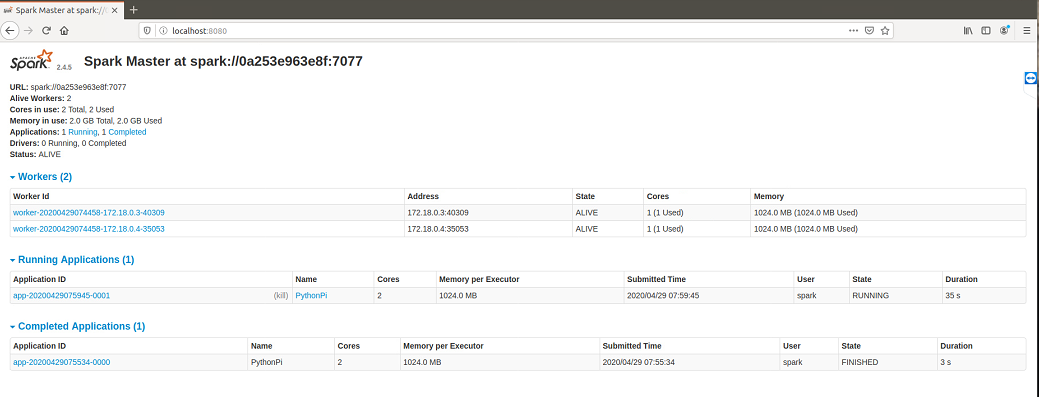 Spark Master at spark://
localhost:8080
APACHE Spark 2.4.5 Spark Master at spark://0a253e963e8f:7077
URL: spark://0a253e963e8f:7077
Alive Workers: 2
Cores in use: 2 Total, 2 Used
Memory in use: 2.0 GB Total, 2.0 GB Used
Applications: 1 Running, 1 Completed
Drivers: 0 Running, 0 Completed
Status: ALIVE
Workers (2)
Worker Id Address State Cores Memory
worker-20200429074458-172.18.0.3-40309 172.18.0.3:40309 ALIVE 1 (1 Used) 1024.0 MB (1024.0 MB Used)
worker-20200429074458-172.18.0.4-35053 172.18.0.4:35053 ALIVE 1 (1 Used) 1024.0 MB (1024.0 MB Used)
Running Applications (1)
Application ID Name Cores Memory per Executor Submitted Time User State Duration
app-20200429075945-0001 (kill) PythonPi 2 1024.0 MB 2020/04/29 07:59:45 spark RUNNING 35 s
Completed Applications (1)
Application ID Name Cores Memory per Executor Submitted Time User State Duration
app-20200429075534-0000 PythonPi 2 1024.0 MB 2020/04/29 07:55:34 spark FINISHED 3 s